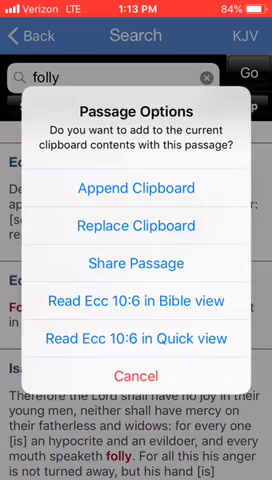 Verizon LTE 1:13 PM 84%
Back Search KJV
folly Go
Passage Options
Do you want to add to the current
clipboard contents with this passage?
Append Clipboard
Replace Clipboard
Share Passage
Read Ecc 10:6 in Bible view
Read Ecc 10:6 in Quick view
Cancel
Therefore the Lord shall have no joy in their
young men, neither shall have mercy on
their fatherless and widows: for every one
[is] an hypocrite and an evildoer, and every
mouth speaketh folly. For all this his anger
is not turned away, but his hand [is]